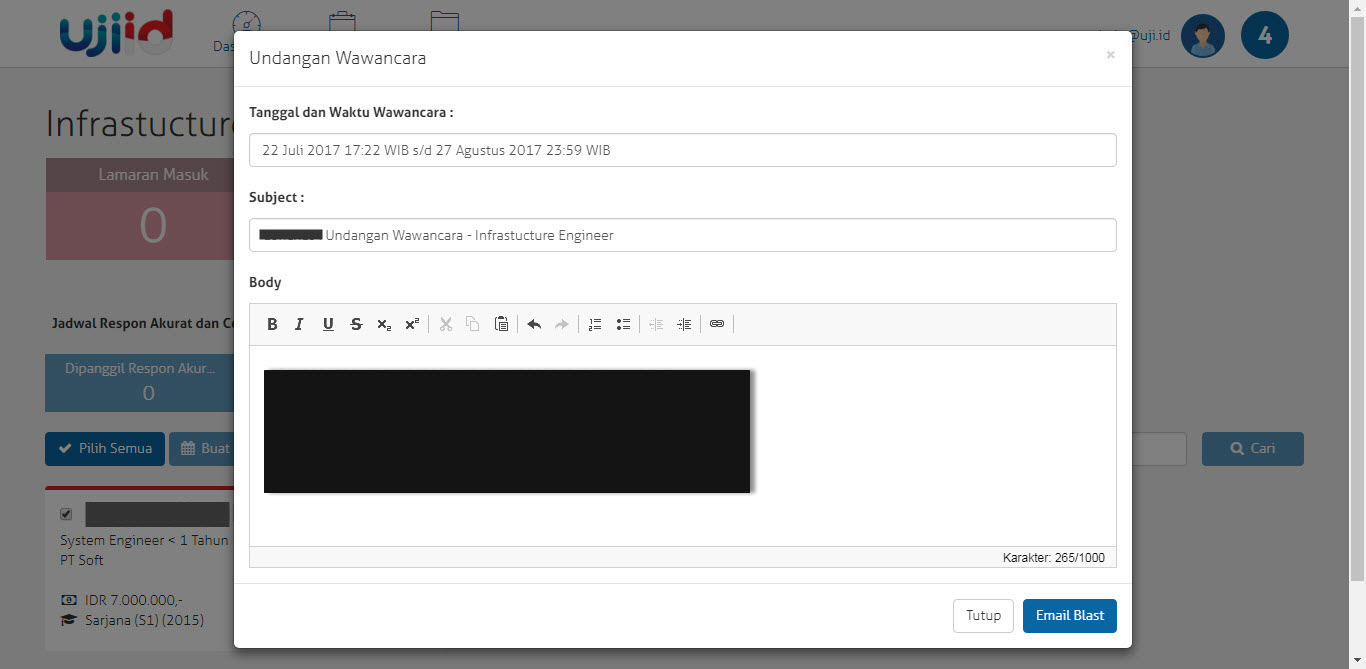 ujiid
Das
@uji.id
4
Undangan Wawancara
×
Infrastuctur
Tanggal dan Waktu Wawancara :
22 Juli 2017 17:22 WIB s/d 27 Agustus 2017 23:59 WIB
Lamaran Masuk
0
Subject :
Undangan Wawancara - Infrastucture Engineer
Body
B I U S x₂ x²
Jadwal Respon Akurat dan Ce
Dipanggil Respon Akur...
0
Pilih Semua
Buat
Cari
System Engineer < 1 Tahun
PT Soft
IDR 7.000.000,-
Sarjana (S1) (2015)
Karakter: 265/1000
Tutup
Email Blast